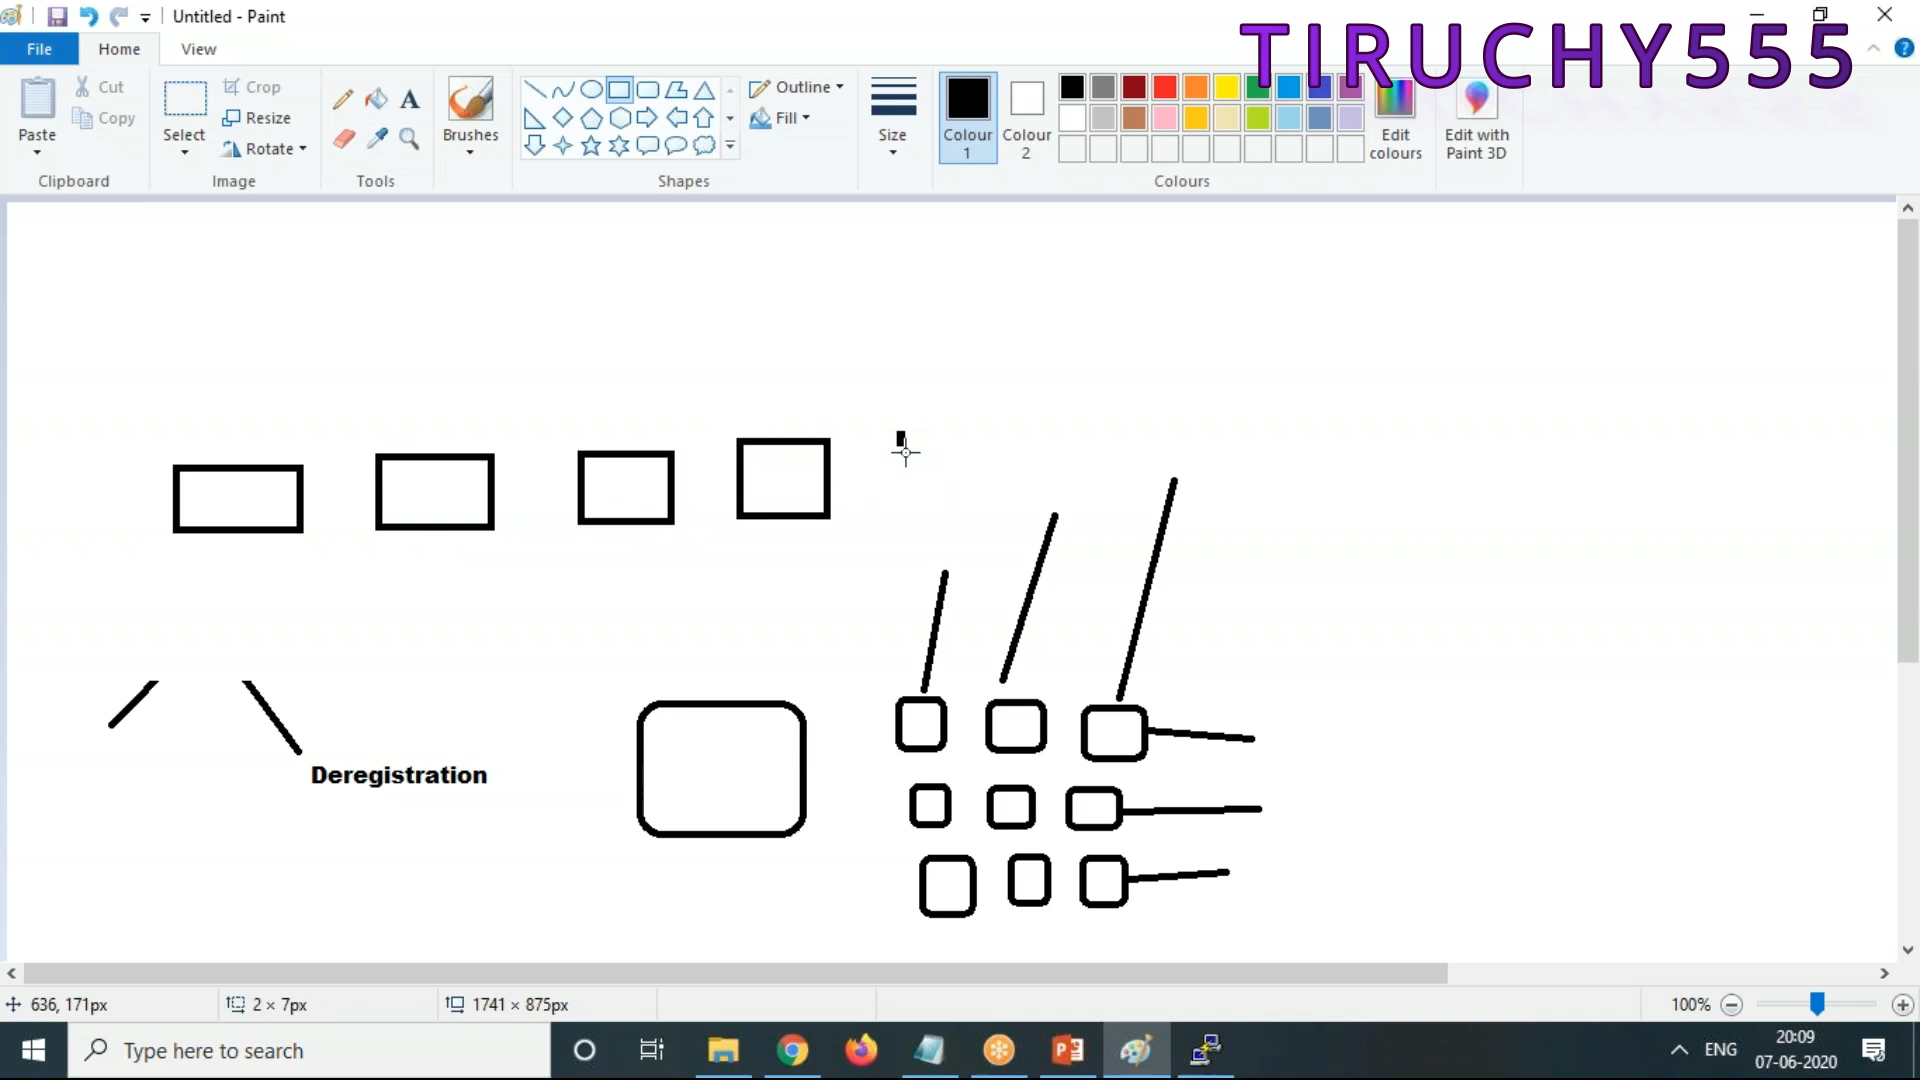 Untitled - Paint
TIRUCHY555
File
Home
View
Paste
Cut
Copy
Clipboard
Select
Crop
Resize
Rotate
Image
A
Tools
Brushes
Shapes
Outline
Fill
Size
Colour
1
Colour
2
Edit
colours
Colours
Edit with
Paint 3D
?
Deregistration
636, 171px
2 × 7px
1741 × 875px
100%
Type here to search
ENG
20:09
07-06-2020